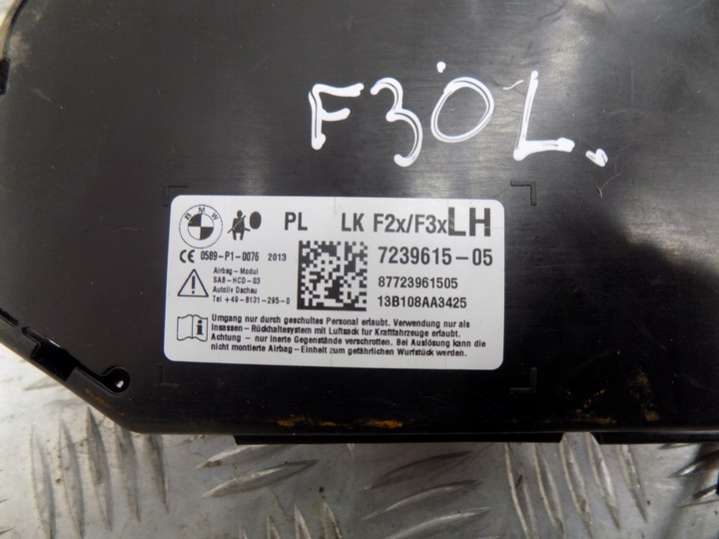 F30L.
BMW
PL LK F2x/F3xLH
CE 0589-P1-0076 2013
7239615-05
Airbag-Modul
SAB-HCD-G3
Autoliv Dachau
Tel +49-8131-295-0
87723961505
13B108AA3425
Umgang nur durch geschultes Personal erlaubt. Verwendung nur als
Insassen - Rückhaltesystem mit Luftsack für Kraftfahrzeuge erlaubt.
Achtung - nur inerte Gegenstände verschrotten. Bei Auslösung kann die
nicht montierte Airbag-Einheit zum gefährlichen Wurfstück werden.